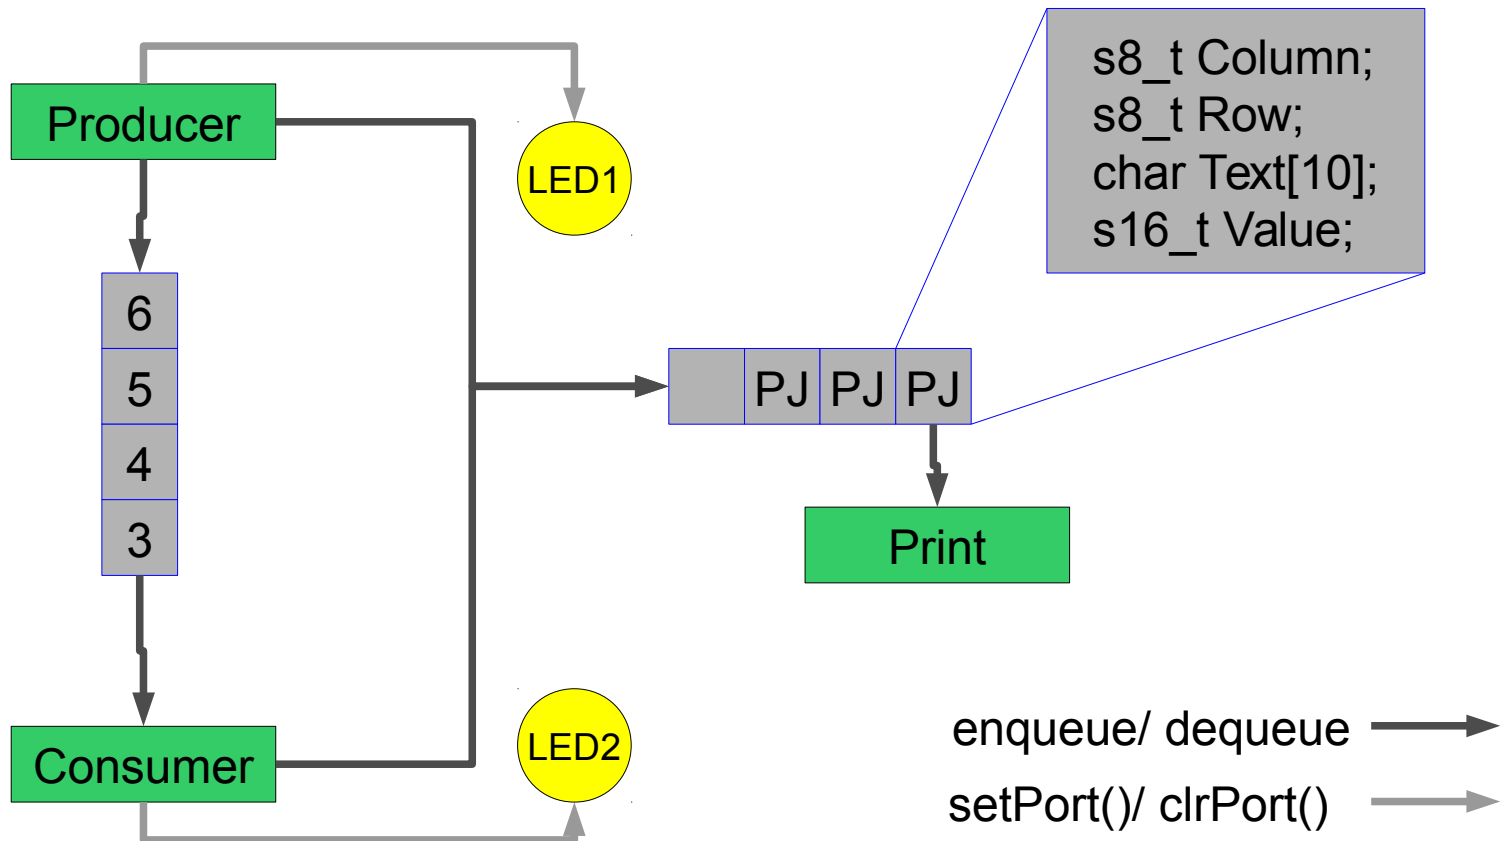 Producer
LED1
s8_t Column;
s8_t Row;
char Text[10];
s16_t Value;
6
5
4
3
PJ PJ PJ
Print
Consumer
LED2
enqueue/ dequeue
setPort()/ clrPort()